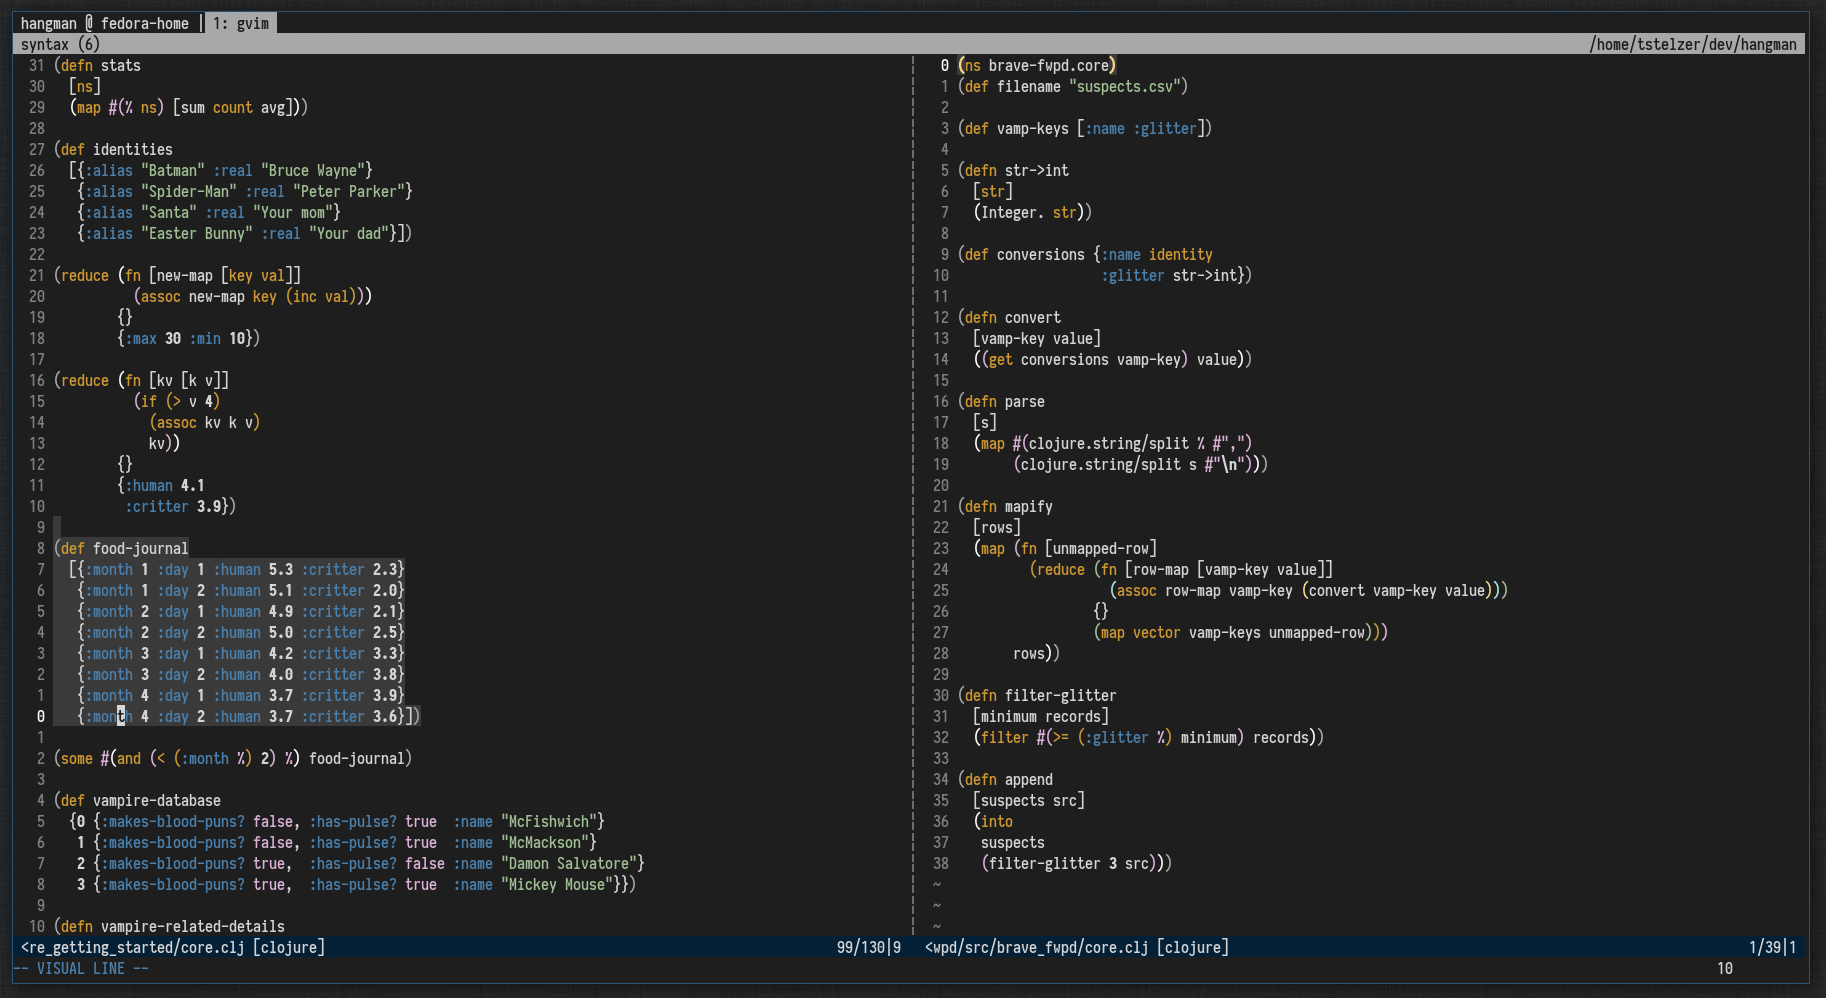 hangman @ fedora-home | 1: gvim
syntax (6) /home/tstelzer/dev/hangman
31 (defn stats
30   [ns]
29   (map #(% ns) [sum count avg]))
28
27 (def identities
26   [{:alias "Batman" :real "Bruce Wayne"}
25    {:alias "Spider-Man" :real "Peter Parker"}
24    {:alias "Santa" :real "Your mom"}
23    {:alias "Easter Bunny" :real "Your dad"}])
22
21 (reduce (fn [new-map [key val]]
20           (assoc new-map key (inc val)))
19         {}
18         {:max 30 :min 10})
17
16 (reduce (fn [kv [k v]]
15           (if (> v 4)
14             (assoc kv k v)
13             kv))
12         {}
11         {:human 4.1
10          :critter 3.9})
9
8 (def food-journal
7   [{:month 1 :day 1 :human 5.3 :critter 2.3}
6    {:month 1 :day 2 :human 5.1 :critter 2.0}
5    {:month 2 :day 1 :human 4.9 :critter 2.1}
4    {:month 2 :day 2 :human 5.0 :critter 2.5}
3    {:month 3 :day 1 :human 4.2 :critter 3.3}
2    {:month 3 :day 2 :human 4.0 :critter 3.8}
1    {:month 4 :day 1 :human 3.7 :critter 3.9}
0    {:month 4 :day 2 :human 3.7 :critter 3.6}])
1
2 (some #(and (< (:month %) 2) %) food-journal)
3
4 (def vampire-database
5   {0 {:makes-blood-puns? false, :has-pulse? true  :name "McFishwich"}
6    1 {:makes-blood-puns? false, :has-pulse? true  :name "McMackson"}
7    2 {:makes-blood-puns? true,  :has-pulse? false :name "Damon Salvatore"}
8    3 {:makes-blood-puns? true,  :has-pulse? true  :name "Mickey Mouse"}})
9
10 (defn vampire-related-details
<re_getting_started/core.clj [clojure] 99/130|9
0 (ns brave-fwpd.core)
1 (def filename "suspects.csv")
2
3 (def vamp-keys [:name :glitter])
4
5 (defn str->int
6   [str]
7   (Integer. str))
8
9 (def conversions {:name identity
10                   :glitter str->int})
11
12 (defn convert
13   [vamp-key value]
14   ((get conversions vamp-key) value))
15
16 (defn parse
17   [s]
18   (map #(clojure.string/split % #",")
19        (clojure.string/split s #"\n")))
20
21 (defn mapify
22   [rows]
23   (map (fn [unmapped-row]
24          (reduce (fn [row-map [vamp-key value]]
25                    (assoc row-map vamp-key (convert vamp-key value)))
26                  {}
27                  (map vector vamp-keys unmapped-row)))
28        rows))
29
30 (defn filter-glitter
31   [minimum records]
32   (filter #(>= (:glitter %) minimum) records))
33
34 (defn append
35   [suspects src]
36   (into
37    suspects
38    (filter-glitter 3 src)))
~
~
~
<wpd/src/brave_fwpd/core.clj [clojure] 1/39|1
-- VISUAL LINE -- 10